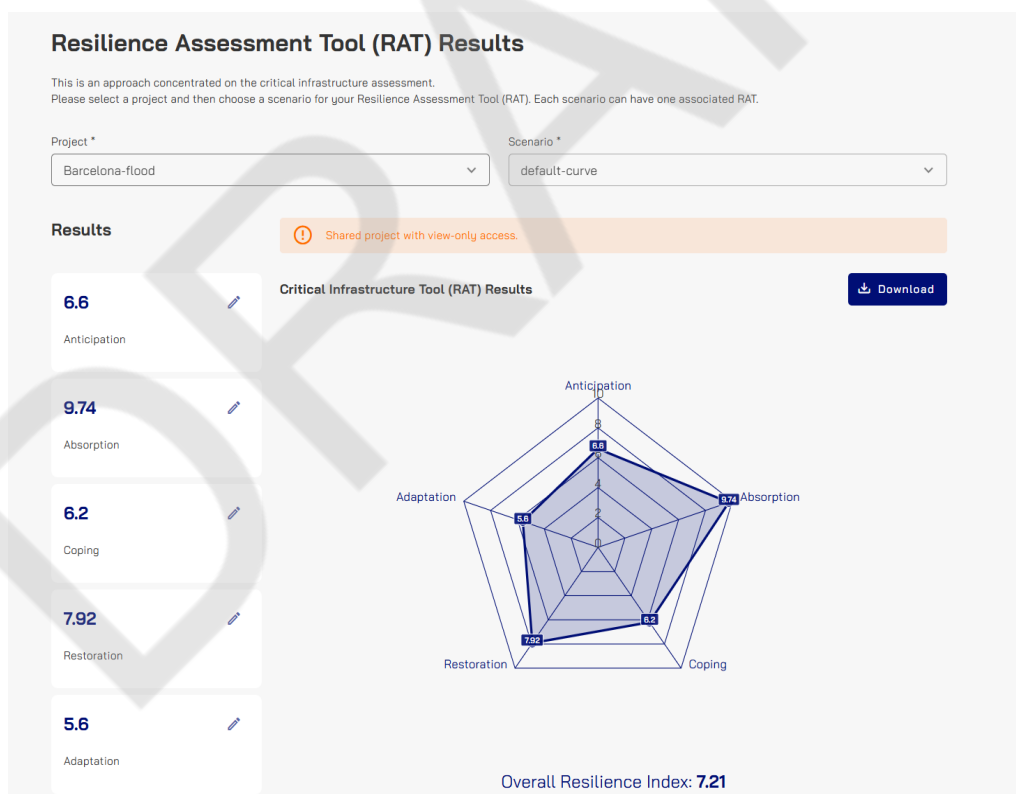 Resilience Assessment Tool (RAT) Results
This is an approach concentrated on the critical infrastructure assessment.
Please select a project and then choose a scenario for your Resilience Assessment Tool (RAT). Each scenario can have one associated RAT.
Project *
Scenario *
Barcelona-flood
default-curve
Results
Shared project with view-only access.
Critical Infrastructure Tool (RAT) Results
Download
6.6
Anticipation
9.74
Absorption
6.2
Coping
7.92
Restoration
5.6
Adaptation
Anticipation
10
8
6.6
6
4
2
0
Adaptation
5.6
9.74
Absorption
6.2
7.92
Restoration
Coping
Overall Resilience Index: 7.21
DRA